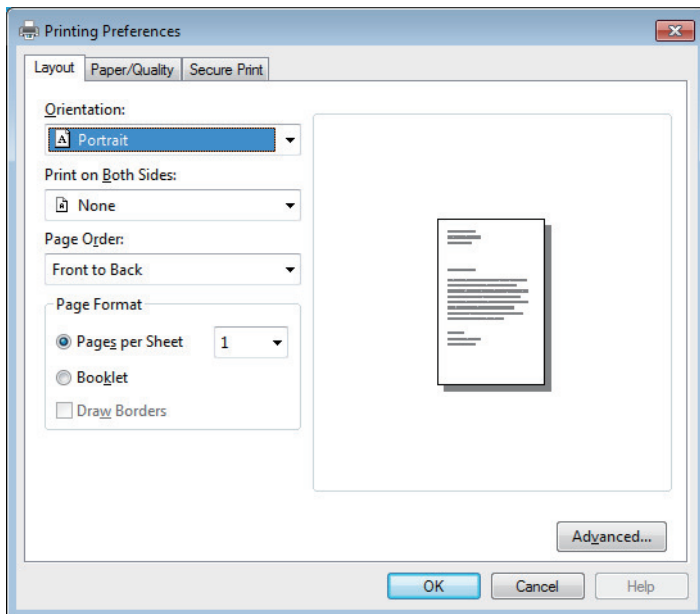 Printing Preferences
Layout Paper/Quality Secure Print
Orientation:
A Portrait
Print on Both Sides:
None
Page Order:
Front to Back
Page Format
Pages per Sheet 1
Booklet
Draw Borders
Advanced...
OK Cancel Help